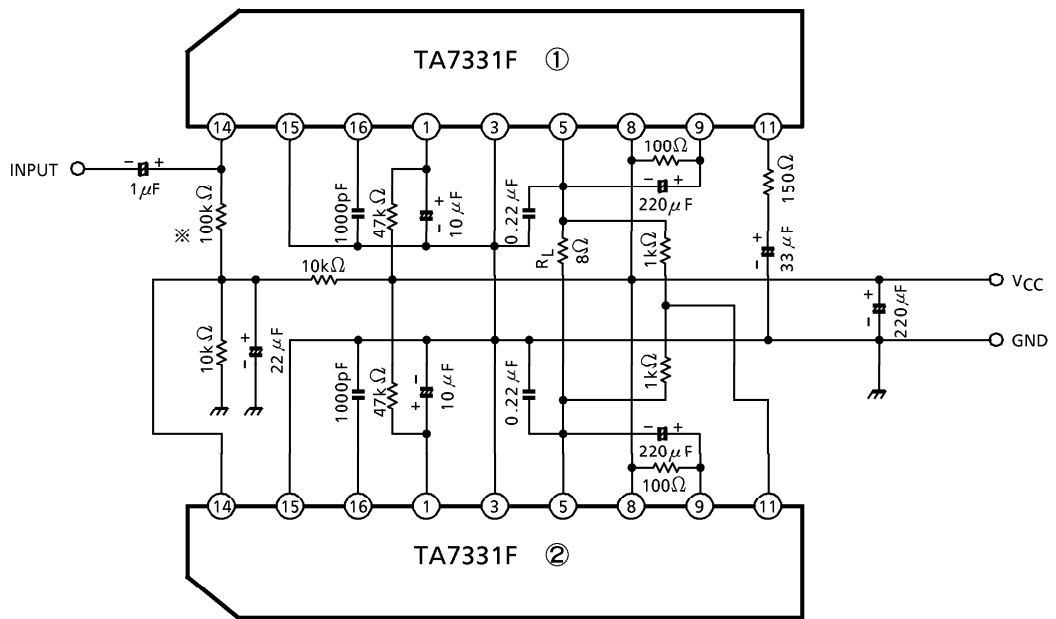 TA7331F ①
14 15 16 1 3 5 8 9 11
INPUT
1μF
※ 100kΩ
1000pF
47kΩ
10μF
0.22μF
100Ω
220μF
150Ω
33μF
RL 8Ω
1kΩ
10kΩ
VCC
10kΩ
22μF
220μF
GND
1000pF
47kΩ
10μF
0.22μF
1kΩ
220μF
100Ω
14 15 16 1 3 5 8 9 11
TA7331F ②